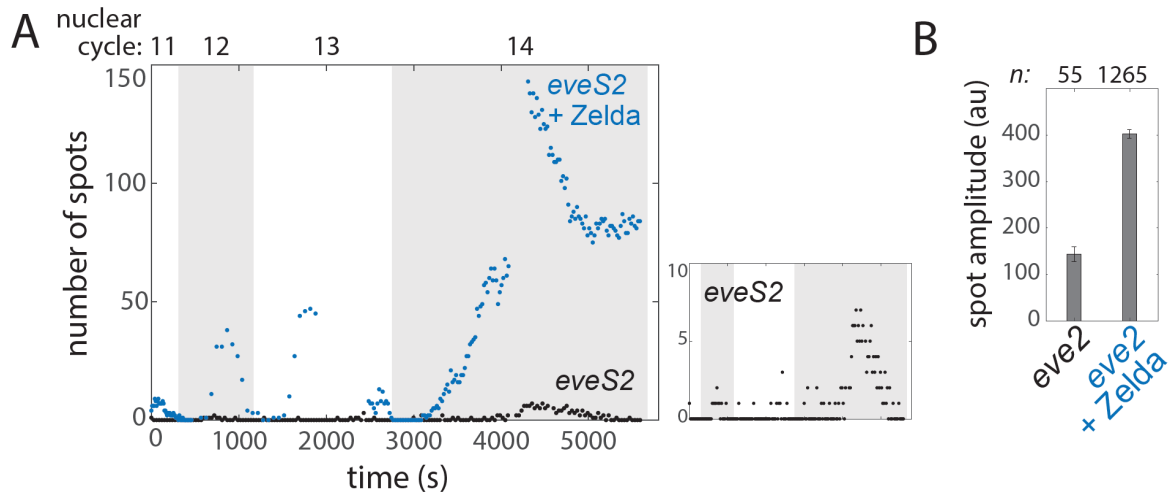 A
nuclear
cycle: 11 12 13 14
150
100
50
0
number of spots
eveS2
+ Zelda
eveS2
0 1000 2000 3000 4000 5000
time (s)
10
5
0
eveS2
B
n: 55 1265
spot amplitude (au)
400
300
200
100
0
eve2
eve2
+ Zelda